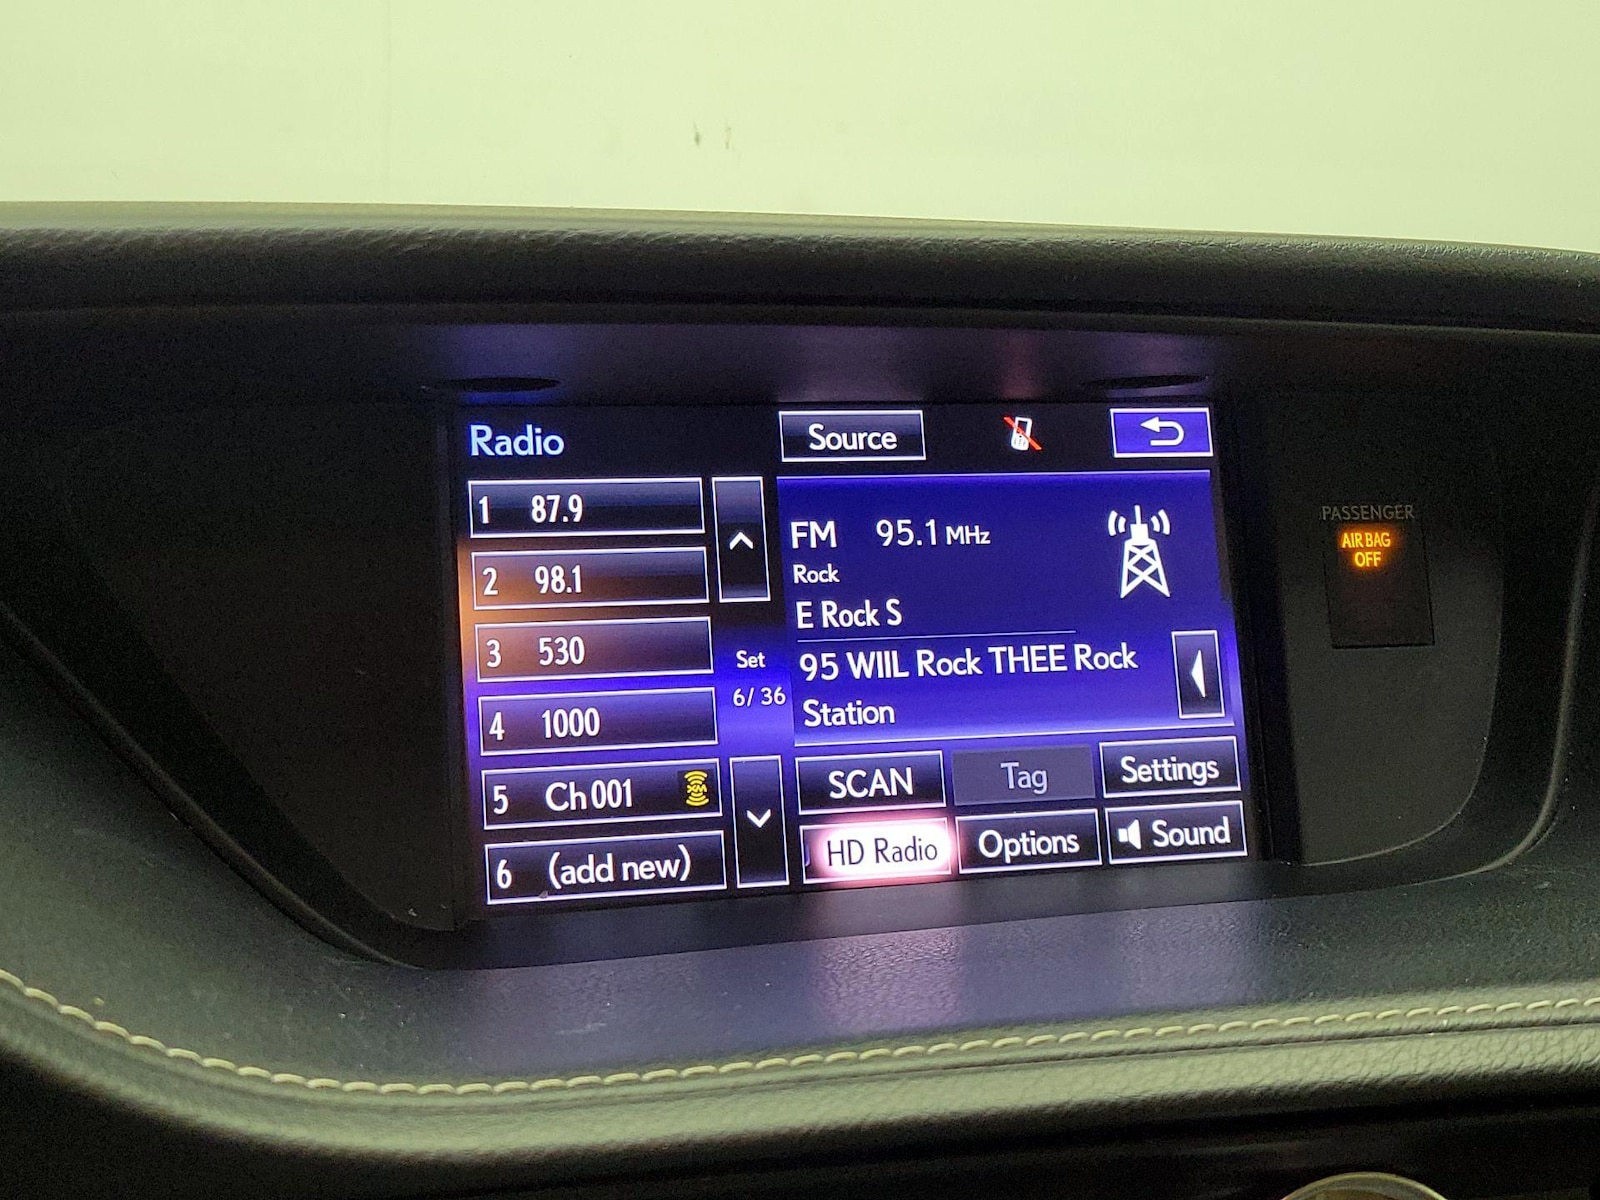 Radio
Source
1 87.9
2 98.1
3 530
4 1000
5 Ch 001 XM
6 (add new)
Set
6/36
FM 95.1 MHz
Rock
E Rock S
95 WIIL Rock THEE Rock
Station
SCAN
Tag
Settings
HD Radio
Options
Sound
PASSENGER
AIR BAG
OFF